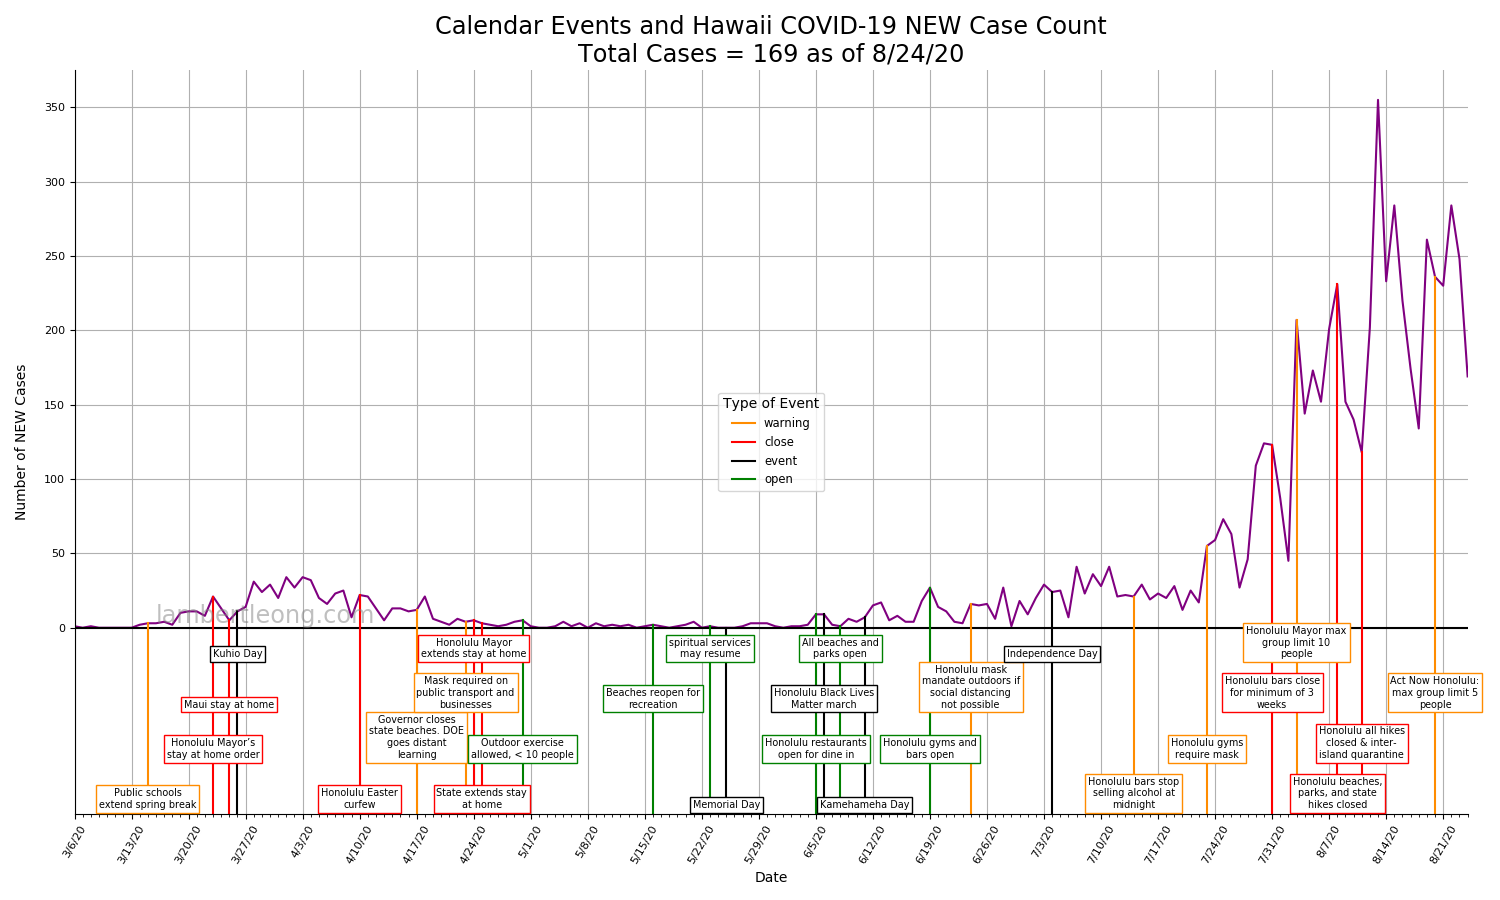 Calendar Events and Hawaii COVID-19 NEW Case Count
Total Cases = 169 as of 8/24/20
Number of NEW Cases
350
300
250
200
150
100
50
0
Type of Event
warning
close
event
open
lambertleong.com
Kuhio Day
Honolulu Mayor
extends stay at home
spiritual services
may resume
All beaches and
parks open
Independence Day
Honolulu Mayor max
group limit 10
people
Maui stay at home
Mask required on
public transport and
businesses
Beaches reopen for
recreation
Honolulu Black Lives
Matter march
Honolulu mask
mandate outdoors if
social distancing
not possible
Honolulu bars close
for minimum of 3
weeks
Act Now Honolulu:
max group limit 5
people
Honolulu Mayor's
stay at home order
Governor closes
state beaches. DOE
goes distant
learning
Outdoor exercise
allowed, < 10 people
Honolulu restaurants
open for dine in
Honolulu gyms and
bars open
Honolulu gyms
require mask
Honolulu all hikes
closed & inter-
island quarantine
Public schools
extend spring break
Honolulu Easter
curfew
State extends stay
at home
Memorial Day
Kamehameha Day
Honolulu bars stop
selling alcohol at
midnight
Honolulu beaches,
parks, and state
hikes closed
3/6/20
3/13/20
3/20/20
3/27/20
4/3/20
4/10/20
4/17/20
4/24/20
5/1/20
5/8/20
5/15/20
5/22/20
5/29/20
6/5/20
6/12/20
6/19/20
6/26/20
7/3/20
7/10/20
7/17/20
7/24/20
7/31/20
8/7/20
8/14/20
8/21/20
Date